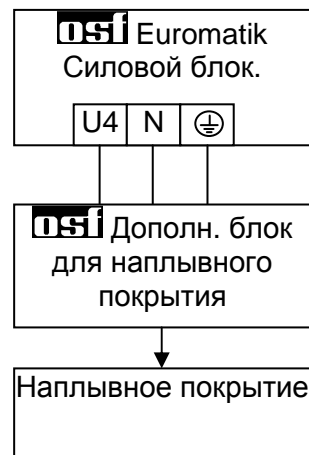 osf Euromatik
Силовой блок.
U4 N
osf Дополн. блок
для наплывного
покрытия
Наплывное покрытие